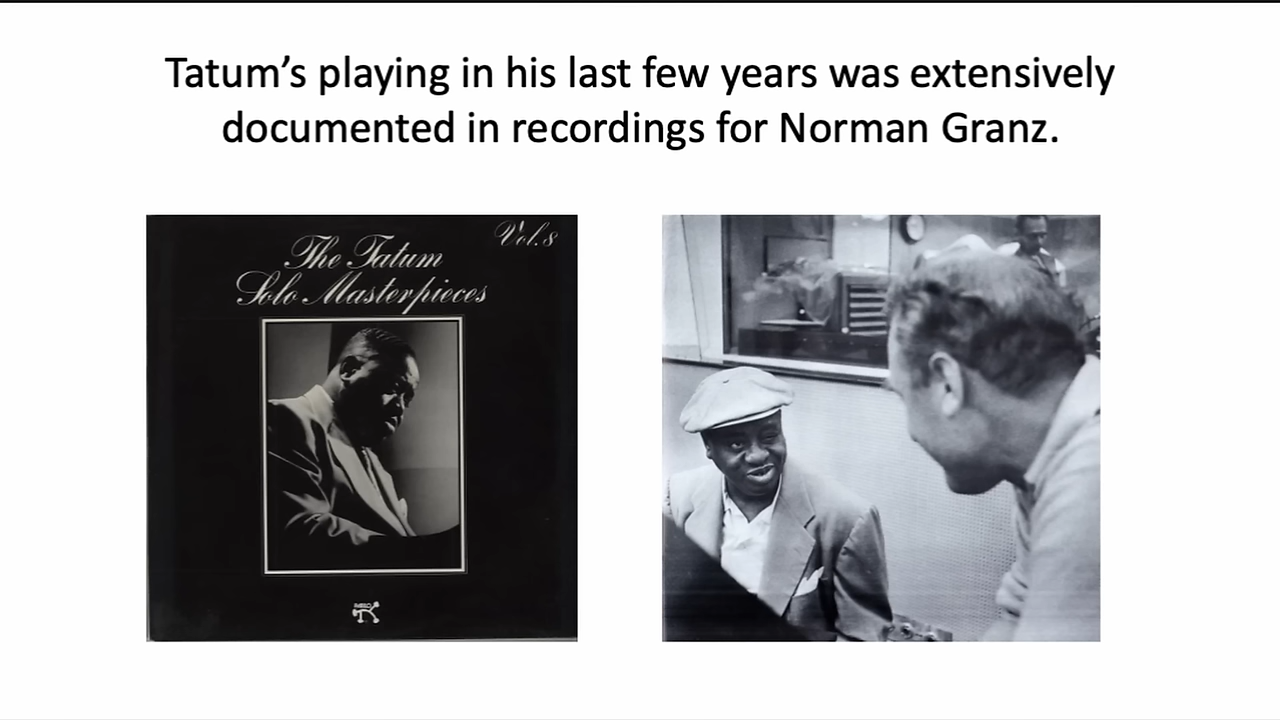 Tatum’s playing in his last few years was extensively
documented in recordings for Norman Granz.
Vol. 8
The Tatum
Solo Masterpieces
PABLO